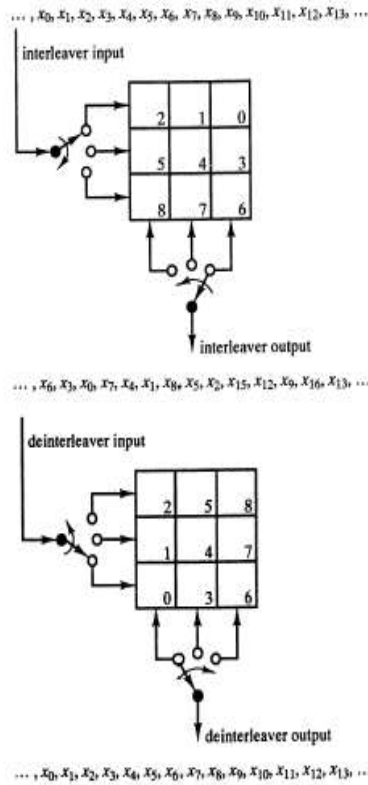 ..., x₀, x₁, x₂, x₃, x₄, x₅, x₆, x₇, x₈, x₉, x₁₀, x₁₁, x₁₂, x₁₃, ...
interleaver input
2 1 0
5 4 3
8 7 6
interleaver output
..., x₆, x₃, x₀, x₇, x₄, x₁, x₈, x₅, x₂, x₁₅, x₁₂, x₉, x₁₆, x₁₃, ...
deinterleaver input
2 5 8
1 4 7
0 3 6
deinterleaver output
..., x₀, x₁, x₂, x₃, x₄, x₅, x₆, x₇, x₈, x₉, x₁₀, x₁₁, x₁₂, x₁₃, ...